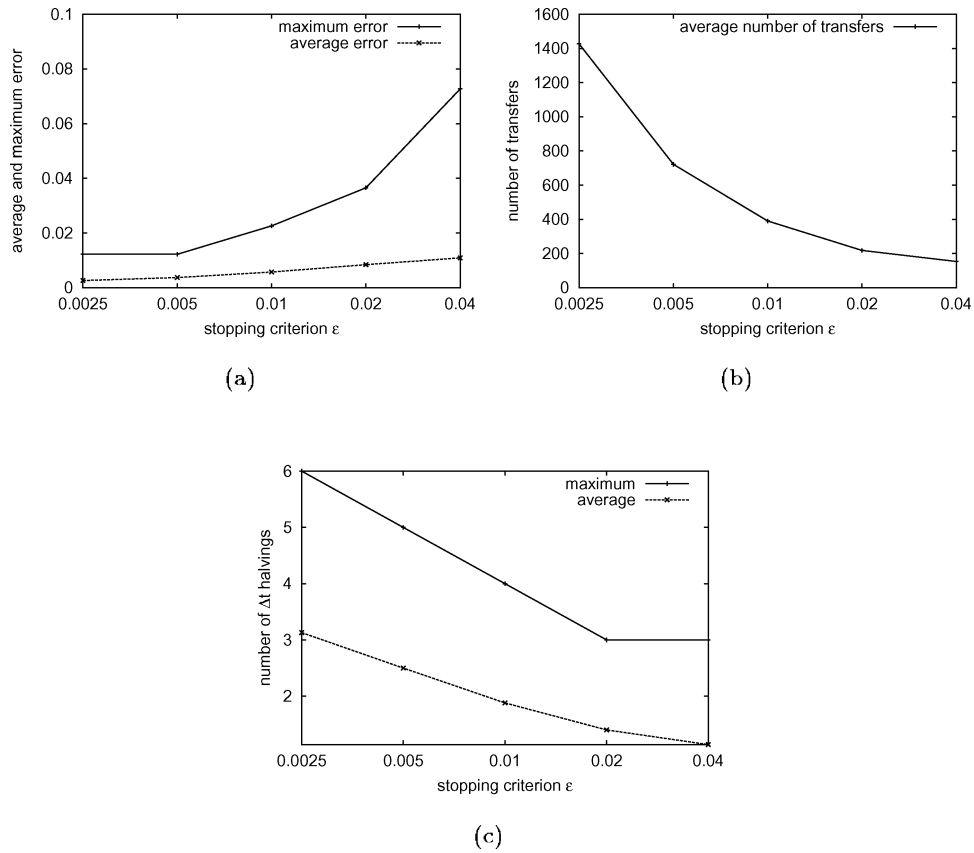 average and maximum error
0.1
0.08
0.06
0.04
0.02
0
maximum error
average error
0.0025 0.005 0.01 0.02 0.04
stopping criterion ε
(a)
number of transfers
1600
1400
1200
1000
800
600
400
200
0
average number of transfers
0.0025 0.005 0.01 0.02 0.04
stopping criterion ε
(b)
number of Δt halvings
6
5
4
3
2
maximum
average
0.0025 0.005 0.01 0.02 0.04
stopping criterion ε
(c)